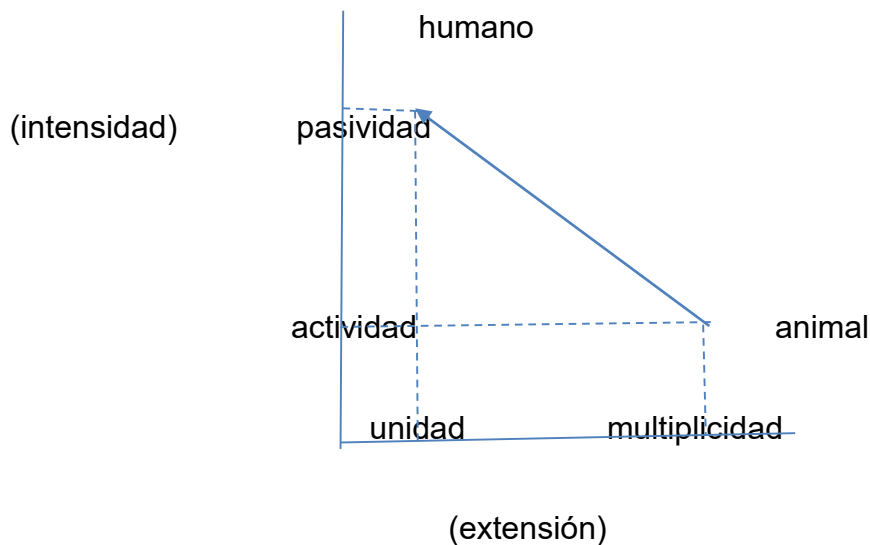 humano
(intensidad) pasividad
actividad animal
unidad multiplicidad
(extensión)